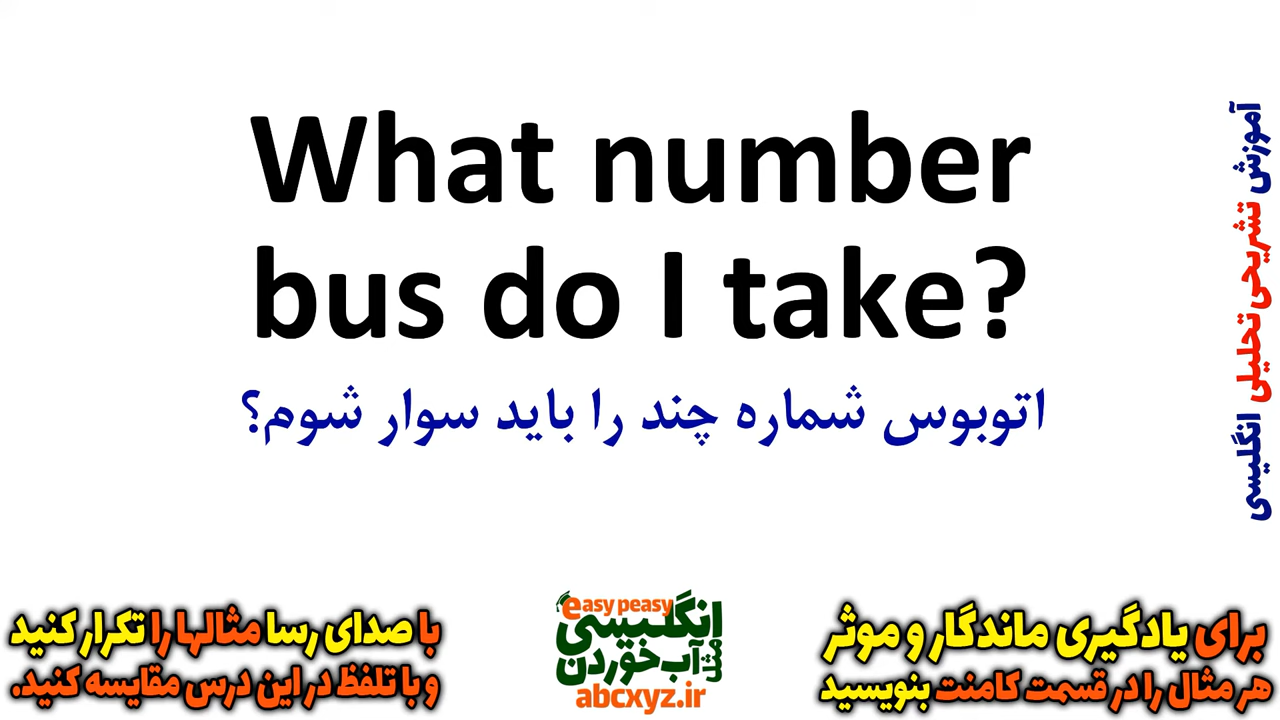 What number
bus do I take?
اتوبوس شماره چند را باید سوار شوم؟
آموزش تشریحی تحلیلی انگلیسی
برای یادگیری ماندگار و موثر
هر مثال را در قسمت کامنت بنویسید
easy peasy
انگلیسی
مثل آب خوردن
abcxyz.ir
با صدای رسا مثالها را تکرار کنید
و با تلفظ در این درس مقایسه کنید.